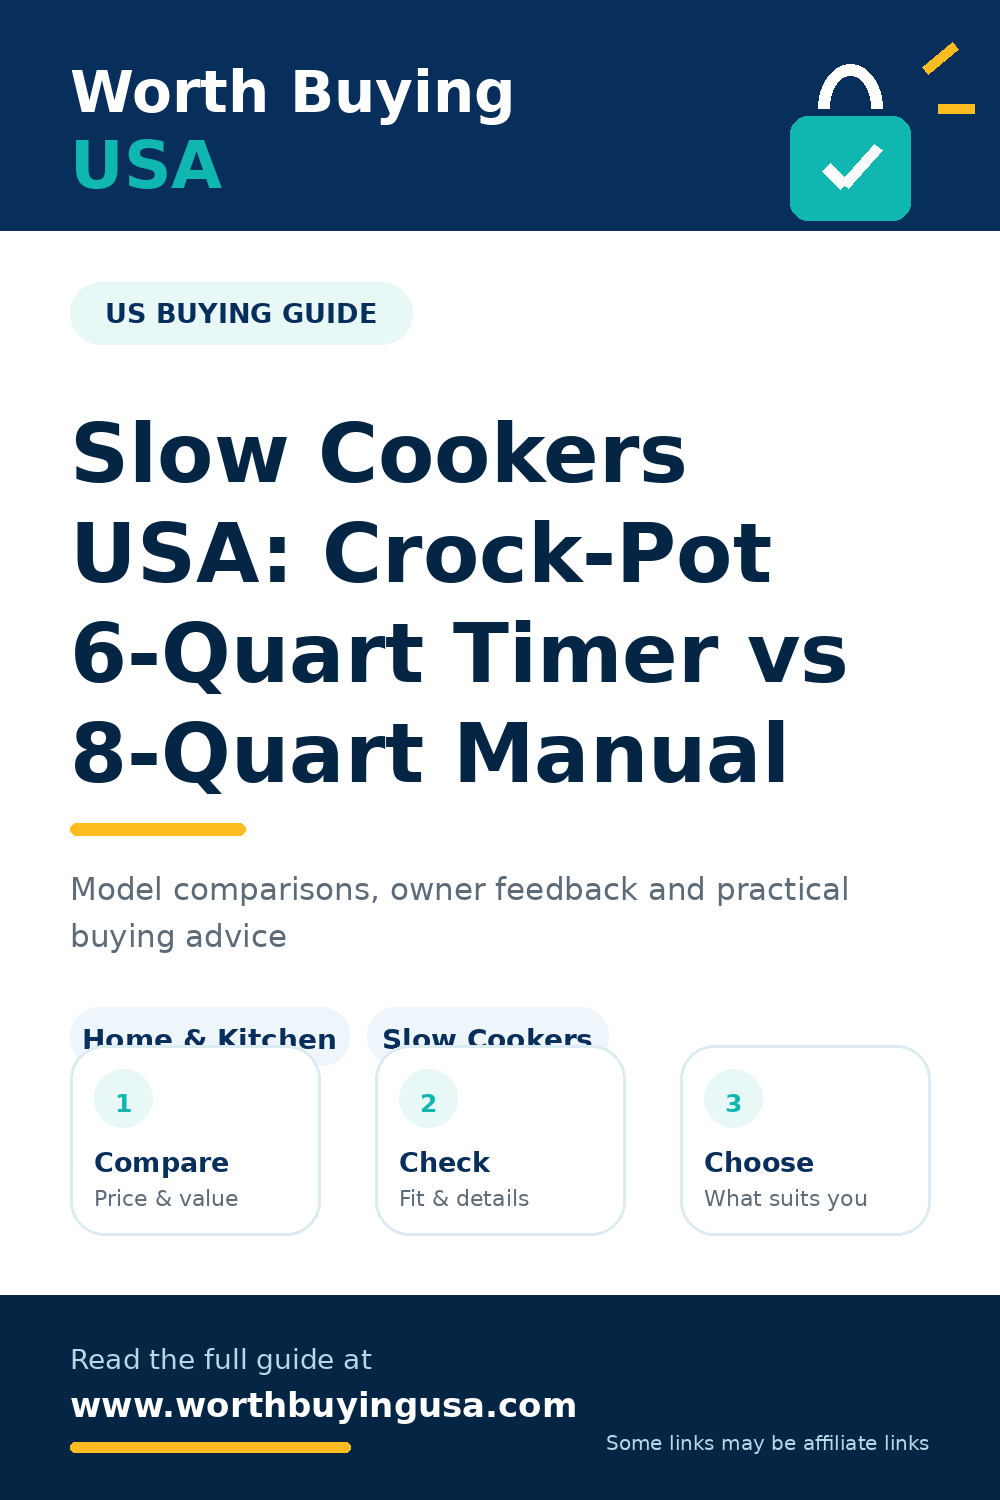 Worth Buying
USA
US BUYING GUIDE
Slow Cookers
USA: Crock-Pot
6-Quart Timer vs
8-Quart Manual
Model comparisons, owner feedback and practical
buying advice
Home & Kitchen
Slow Cookers
1
Compare
Price & value
2
Check
Fit & details
3
Choose
What suits you
Read the full guide at
www.worthbuyingusa.com
Some links may be affiliate links